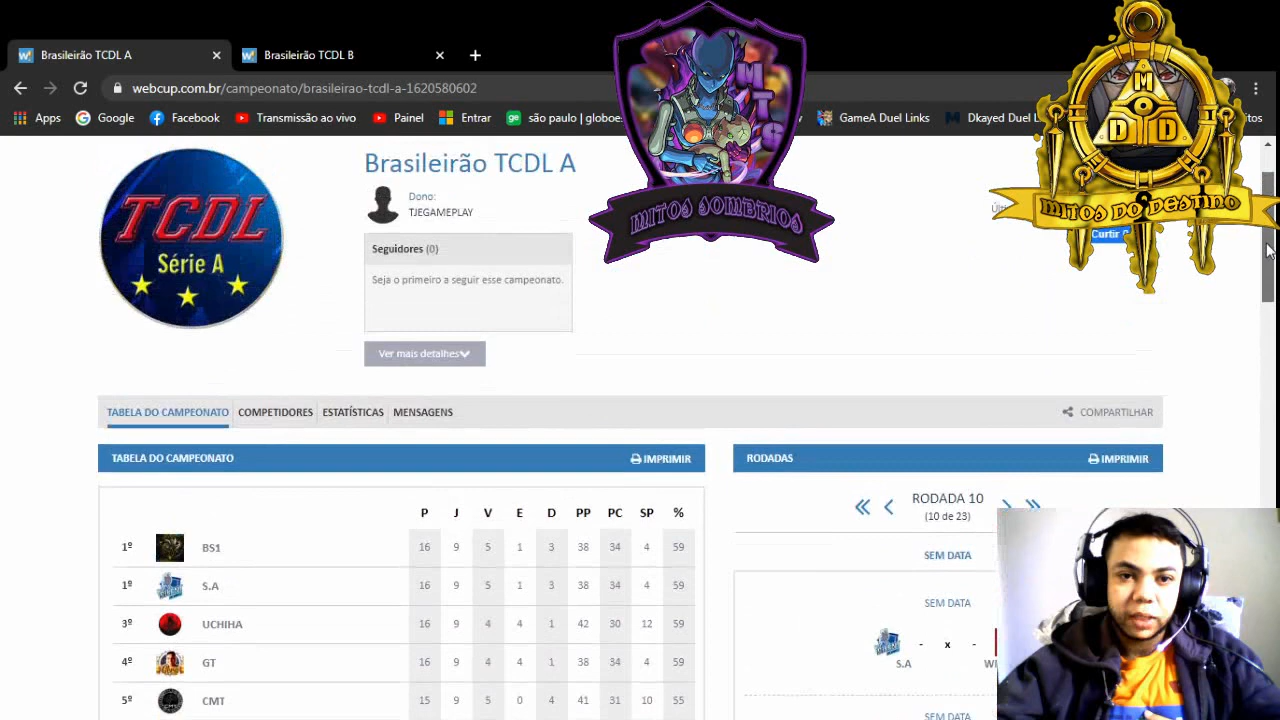 Brasileirão TCDL A
Brasileirão TCDL B
webcup.com.br/campeonato/brasileirao-tcdl-a-1620580602
Apps Google Facebook Transmissão ao vivo Painel Entrar são paulo | globoes GameA Duel Links Dkayed Duel L
MTS
MITOS SOMBRIOS
M
O
D D
MITOS DO DESTINO
TCDL
Série A
Brasileirão TCDL A
Dono:
TJEGAMEPLAY
Curtir
Seguidores (0)
Seja o primeiro a seguir esse campeonato.
Ver mais detalhes
TABELA DO CAMPEONATO COMPETIDORES ESTATÍSTICAS MENSAGENS COMPARTILHAR
TABELA DO CAMPEONATO IMPRIMIR
P J V E D PP PC SP %
1º BS1 16 9 5 1 3 38 34 4 59
1º S.A 16 9 5 1 3 38 34 4 59
3º UCHIHA 16 9 4 4 1 42 30 12 59
4º GT 16 9 4 4 1 38 34 4 59
5º CMT 15 9 5 0 4 41 31 10 55
RODADAS IMPRIMIR
RODADA 10
(10 de 23)
SEM DATA
SEM DATA
- x -
S.A
SEM DATA